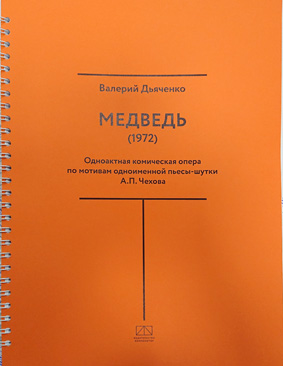 Валерий Дьяченко
МЕДВЕДЬ
(1972)
Одноактная комическая опера
по мотивам одноименной пьесы-шутки
А.П. Чехова